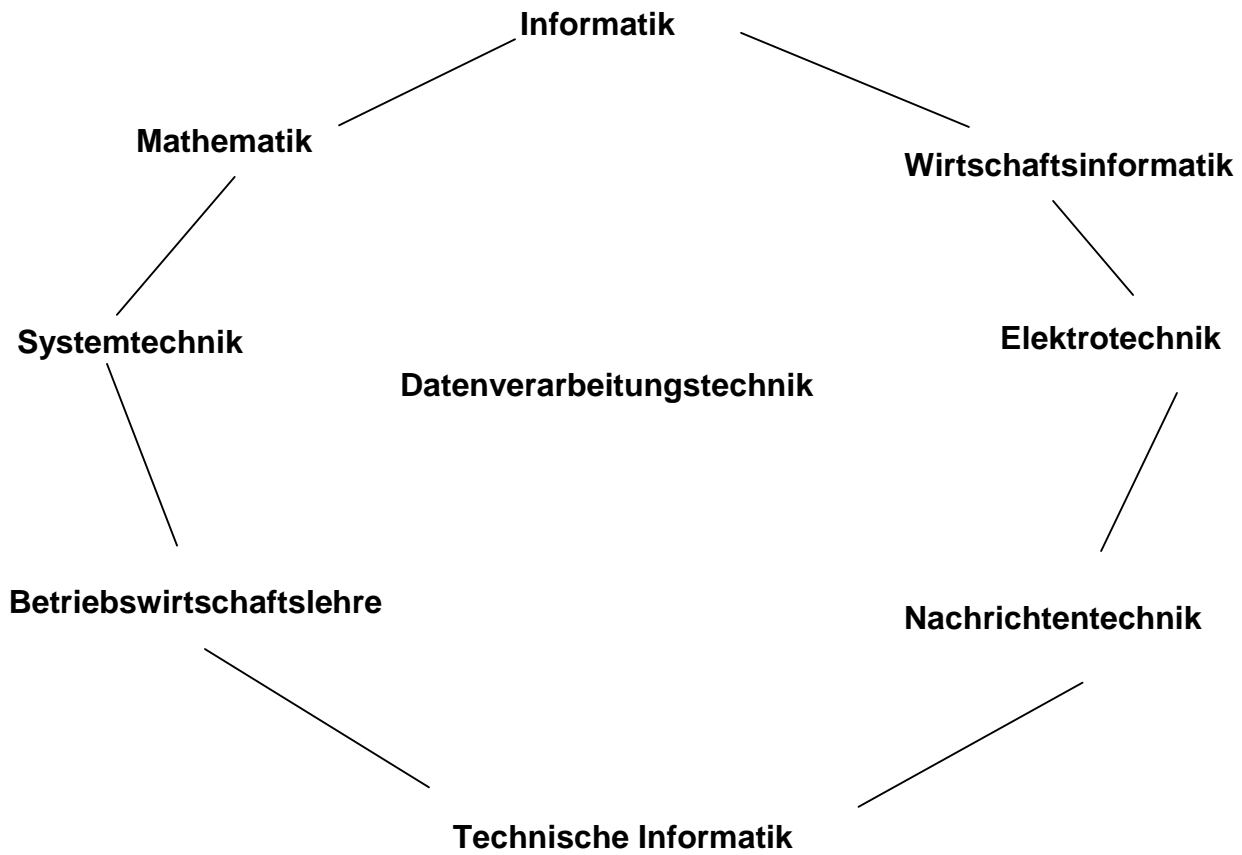 Informatik
Mathematik
Wirtschaftsinformatik
Systemtechnik
Elektrotechnik
Datenverarbeitungstechnik
Betriebswirtschaftslehre
Nachrichtentechnik
Technische Informatik